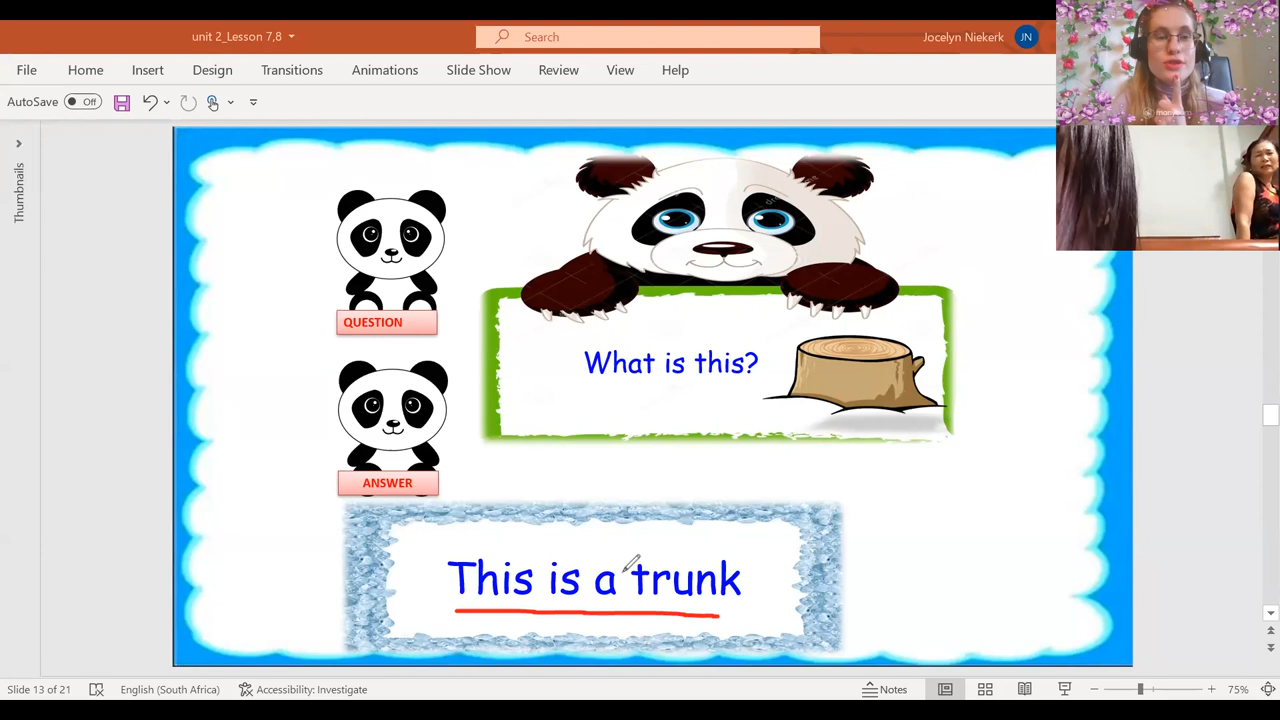 unit 2_Lesson 7,8
Search
Jocelyn Niekerk JN
File Home Insert Design Transitions Animations Slide Show Review View Help
AutoSave Off
Thumbnails
QUESTION
What is this?
ANSWER
This is a trunk
Slide 13 of 21 English (South Africa) Accessibility: Investigate Notes 75%